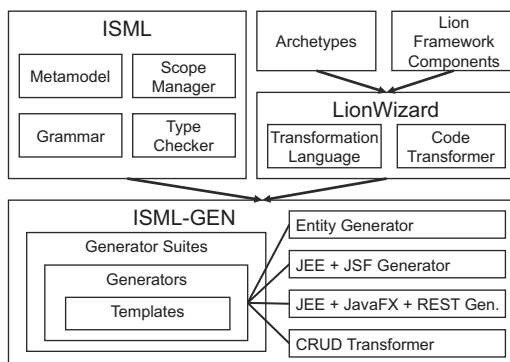 ISML
Metamodel
Scope
Manager
Grammar
Type
Checker
Archetypes
Lion
Framework
Components
LionWizard
Transformation
Language
Code
Transformer
ISML-GEN
Generator Suites
Generators
Templates
Entity Generator
JEE + JSF Generator
JEE + JavaFX + REST Gen.
CRUD Transformer